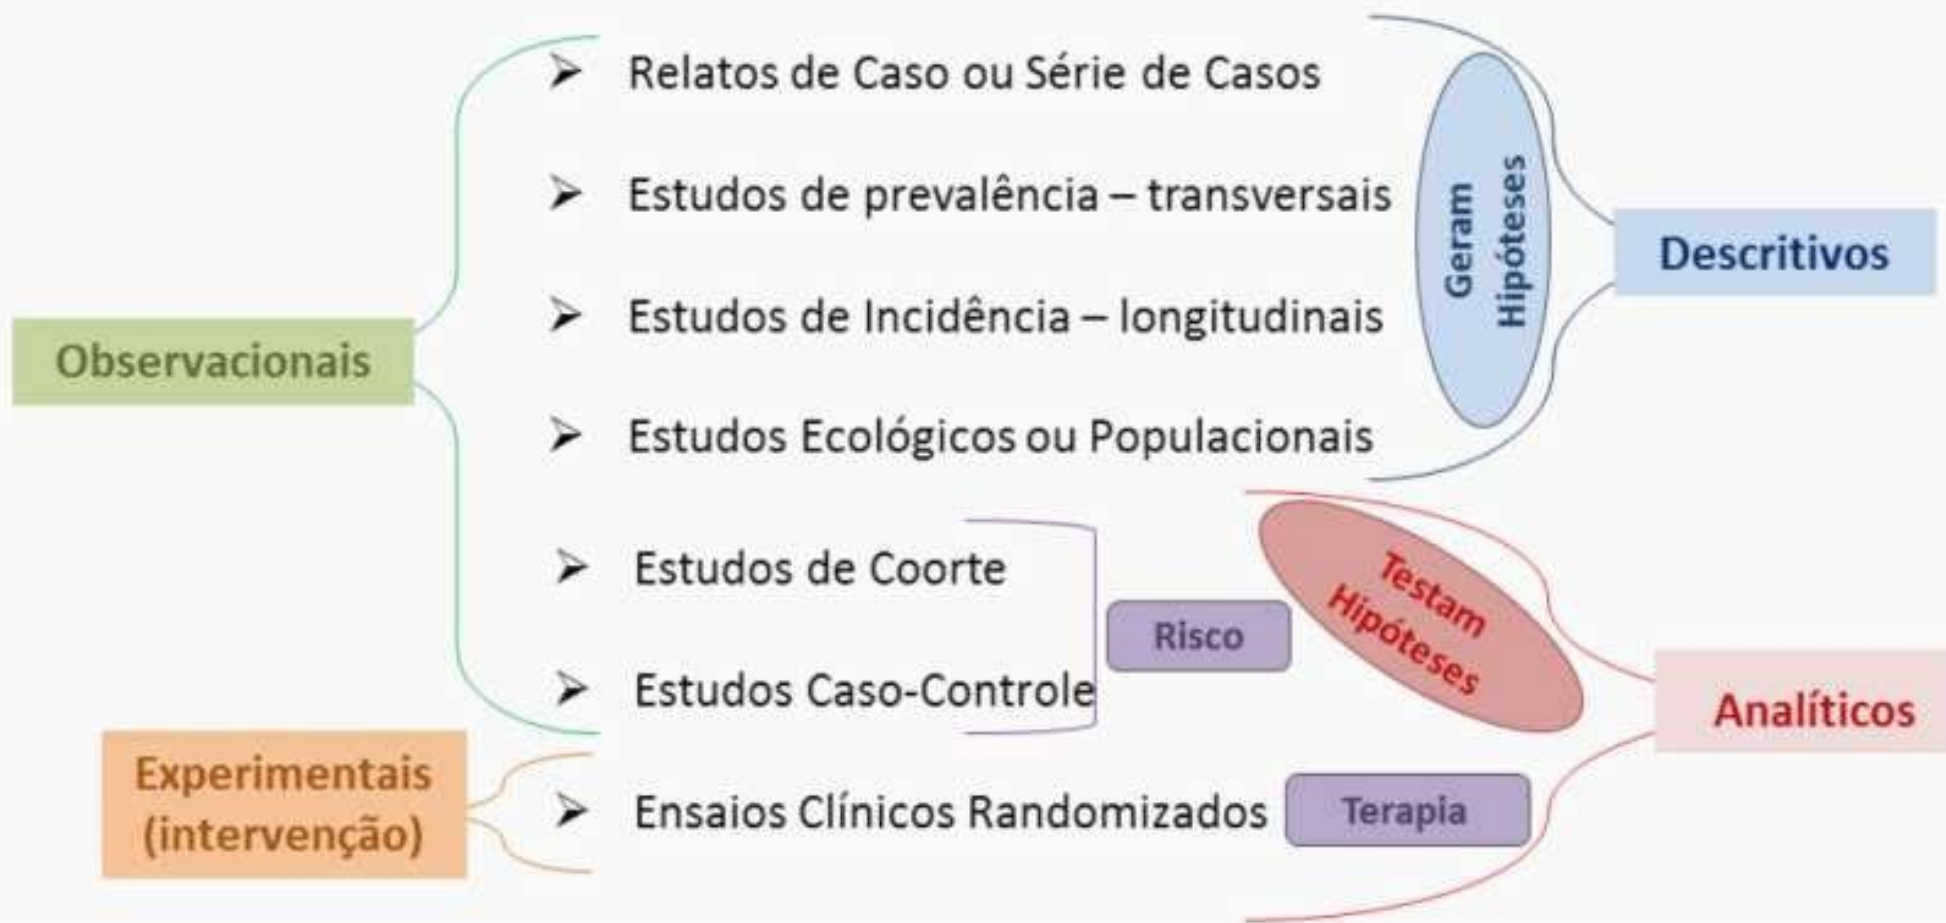 Observacionais
Relatos de Caso ou Série de Casos
Estudos de prevalência – transversais
Estudos de Incidência – longitudinais
Estudos Ecológicos ou Populacionais
Geram
Hipóteses
Descritivos
Estudos de Coorte
Estudos Caso-Controle
Risco
Testam
Hipóteses
Analíticos
Experimentais
(intervenção)
Ensaios Clínicos Randomizados
Terapia